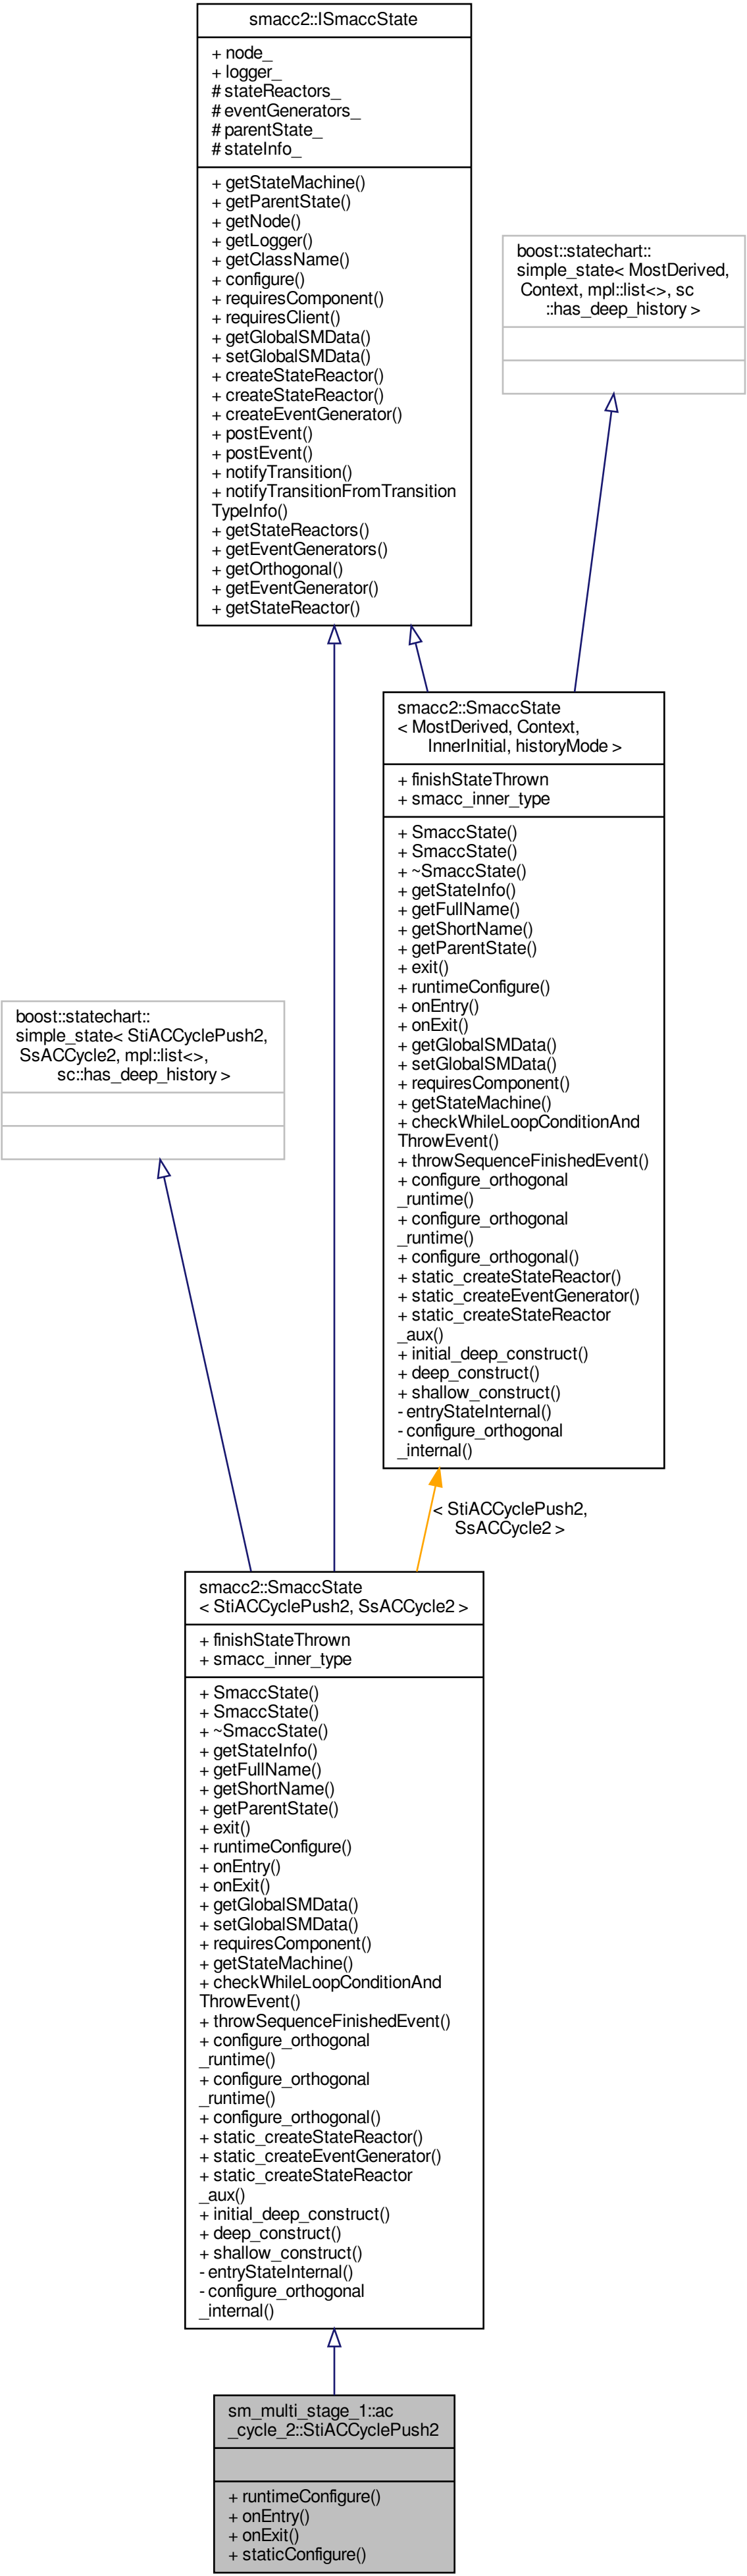 smacc2::ISmaccState
+ node_
+ logger_
# stateReactors_
# eventGenerators_
# parentState_
# stateInfo_
+ getStateMachine()
+ getParentState()
+ getNode()
+ getLogger()
+ getClassName()
+ configure()
+ requiresComponent()
+ requiresClient()
+ getGlobalSMData()
+ setGlobalSMData()
+ createStateReactor()
+ createStateReactor()
+ createEventGenerator()
+ postEvent()
+ postEvent()
+ notifyTransition()
+ notifyTransitionFromTransition
TypeInfo()
+ getStateReactors()
+ getEventGenerators()
+ getOrthogonal()
+ getEventGenerator()
+ getStateReactor()
boost::statechart::
simple_state< MostDerived,
Context, mpl::list<>, sc
::has_deep_history >
smacc2::SmaccState
< MostDerived, Context,
InnerInitial, historyMode >
+ finishStateThrown
+ smacc_inner_type
+ SmaccState()
+ SmaccState()
+ ~SmaccState()
+ getStateInfo()
+ getFullName()
+ getShortName()
+ getParentState()
+ exit()
+ runtimeConfigure()
+ onEntry()
+ onExit()
+ getGlobalSMData()
+ setGlobalSMData()
+ requiresComponent()
+ getStateMachine()
+ checkWhileLoopConditionAnd
ThrowEvent()
+ throwSequenceFinishedEvent()
+ configure_orthogonal
_runtime()
+ configure_orthogonal
_runtime()
+ configure_orthogonal()
+ static_createStateReactor()
+ static_createEventGenerator()
+ static_createStateReactor
_aux()
+ initial_deep_construct()
+ deep_construct()
+ shallow_construct()
- entryStateInternal()
- configure_orthogonal
_internal()
boost::statechart::
simple_state< StiACCyclePush2,
SsACCycle2, mpl::list<>,
sc::has_deep_history >
< StiACCyclePush2,
SsACCycle2 >
smacc2::SmaccState
< StiACCyclePush2, SsACCycle2 >
+ finishStateThrown
+ smacc_inner_type
+ SmaccState()
+ SmaccState()
+ ~SmaccState()
+ getStateInfo()
+ getFullName()
+ getShortName()
+ getParentState()
+ exit()
+ runtimeConfigure()
+ onEntry()
+ onExit()
+ getGlobalSMData()
+ setGlobalSMData()
+ requiresComponent()
+ getStateMachine()
+ checkWhileLoopConditionAnd
ThrowEvent()
+ throwSequenceFinishedEvent()
+ configure_orthogonal
_runtime()
+ configure_orthogonal
_runtime()
+ configure_orthogonal()
+ static_createStateReactor()
+ static_createEventGenerator()
+ static_createStateReactor
_aux()
+ initial_deep_construct()
+ deep_construct()
+ shallow_construct()
- entryStateInternal()
- configure_orthogonal
_internal()
sm_multi_stage_1::ac
_cycle_2::StiACCyclePush2
+ runtimeConfigure()
+ onEntry()
+ onExit()
+ staticConfigure()